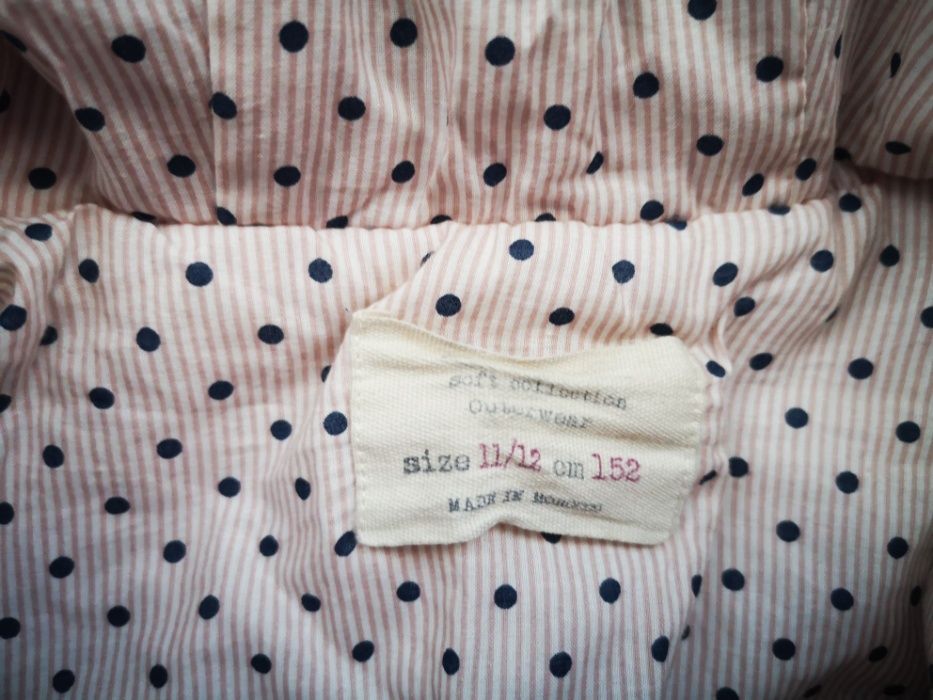 soft collection
Outerwear
size 11/12 cm 152
MADE IN MOROCCO